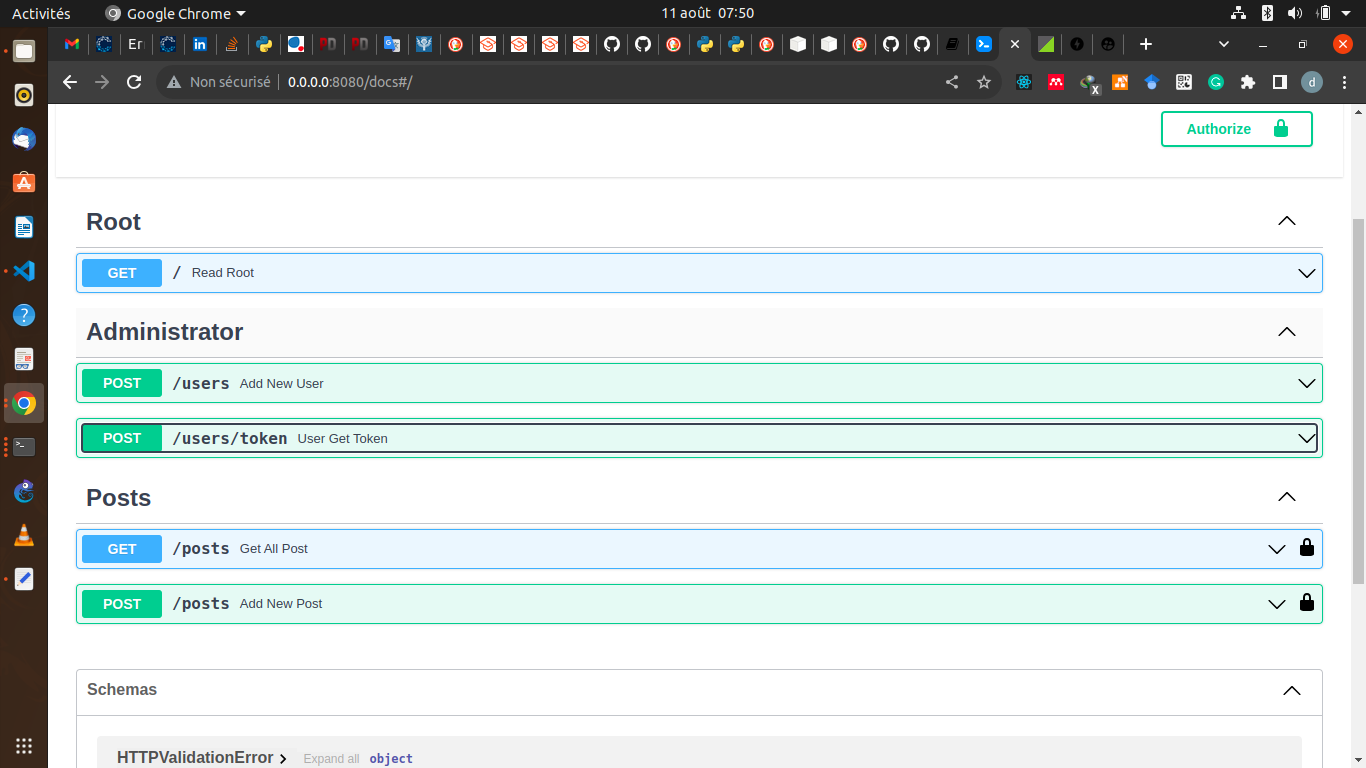 Activités Google Chrome 11 août 07:50
Er
Non sécurisé 0.0.0.0:8080/docs#/ X d
Authorize
Root
GET / Read Root
Administrator
POST /users Add New User
POST /users/token User Get Token
Posts
GET /posts Get All Post
POST /posts Add New Post
Schemas
HTTPValidationError Expand all object